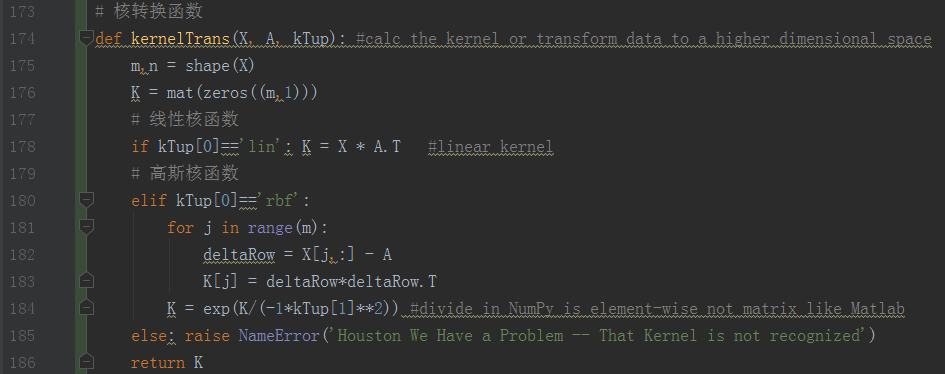 173 # 核转换函数
174 def kernelTrans(X, A, kTup): #calc the kernel or transform data to a higher dimensional space
175     m,n = shape(X)
176     K = mat(zeros((m,1)))
177     # 线性核函数
178     if kTup[0]=='lin': K = X * A.T   #linear kernel
179     # 高斯核函数
180     elif kTup[0]=='rbf':
181         for j in range(m):
182             deltaRow = X[j,:] - A
183             K[j] = deltaRow*deltaRow.T
184         K = exp(K/(-1*kTup[1]**2)) #divide in NumPy is element-wise not matrix like Matlab
185     else: raise NameError('Houston We Have a Problem -- That Kernel is not recognized')
186     return K